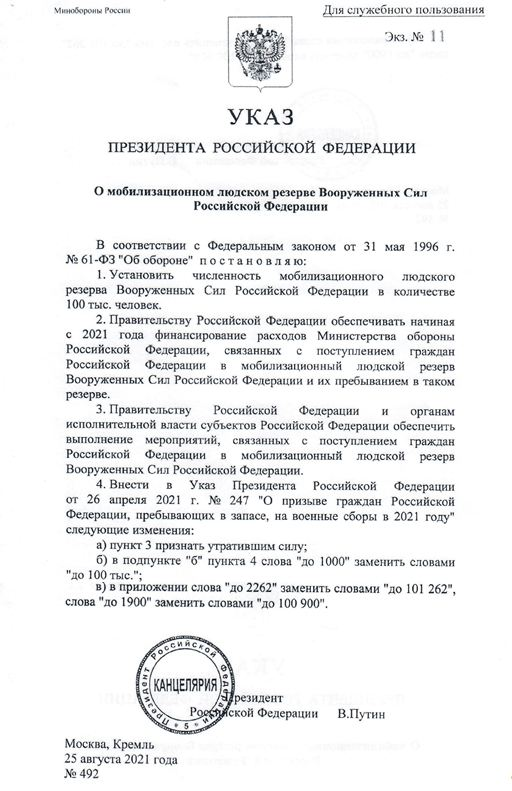 Минобороны России
Для служебного пользования
Экз. № 11
УКАЗ
ПРЕЗИДЕНТА РОССИЙСКОЙ ФЕДЕРАЦИИ
О мобилизационном людском резерве Вооруженных Сил
Российской Федерации
В соответствии с Федеральным законом от 31 мая 1996 г.
№ 61-ФЗ "Об обороне" п о с т а н о в л я ю:
1. Установить численность мобилизационного людского
резерва Вооруженных Сил Российской Федерации в количестве
100 тыс. человек.
2. Правительству Российской Федерации обеспечивать начиная
с 2021 года финансирование расходов Министерства обороны
Российской Федерации, связанных с поступлением граждан
Российской Федерации в мобилизационный людской резерв
Вооруженных Сил Российской Федерации и их пребыванием в таком
резерве.
3. Правительству Российской Федерации и органам
исполнительной власти субъектов Российской Федерации обеспечить
выполнение мероприятий, связанных с поступлением граждан
Российской Федерации в мобилизационный людской резерв
Вооруженных Сил Российской Федерации.
4. Внести в Указ Президента Российской Федерации
от 26 апреля 2021 г. № 247 "О призыве граждан Российской
Федерации, пребывающих в запасе, на военные сборы в 2021 году"
следующие изменения:
а) пункт 3 признать утратившим силу;
б) в подпункте "б" пункта 4 слова "до 1000" заменить словами
"до 100 тыс.";
в) в приложении слова "до 2262" заменить словами "до 101 262",
слова "до 1900" заменить словами "до 100 900".
Президент Российской Федерации
КАНЦЕЛЯРИЯ
* 5 *
Президент
Российской Федерации В.Путин
Москва, Кремль
25 августа 2021 года
№ 492